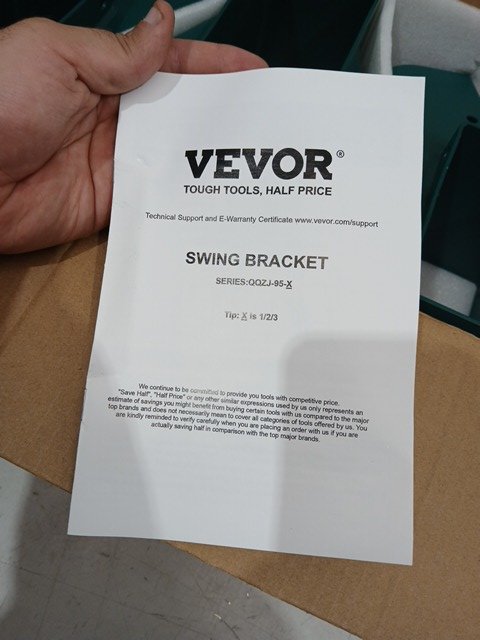 VEVOR®
TOUGH TOOLS, HALF PRICE
Technical Support and E-Warranty Certificate www.vevor.com/support
SWING BRACKET
SERIES:QQZJ-95-X
Tip: X is 1/2/3
We continue to be committed to provide you tools with competitive price.
"Save Half", "Half Price" or any other similar expressions used by us only represents an
estimate of savings you might benefit from buying certain tools with us compared to the major
top brands and does not necessarily mean to cover all categories of tools offered by us. You
are kindly reminded to verify carefully when you are placing an order with us if you are
actually saving half in comparison with the top major brands.